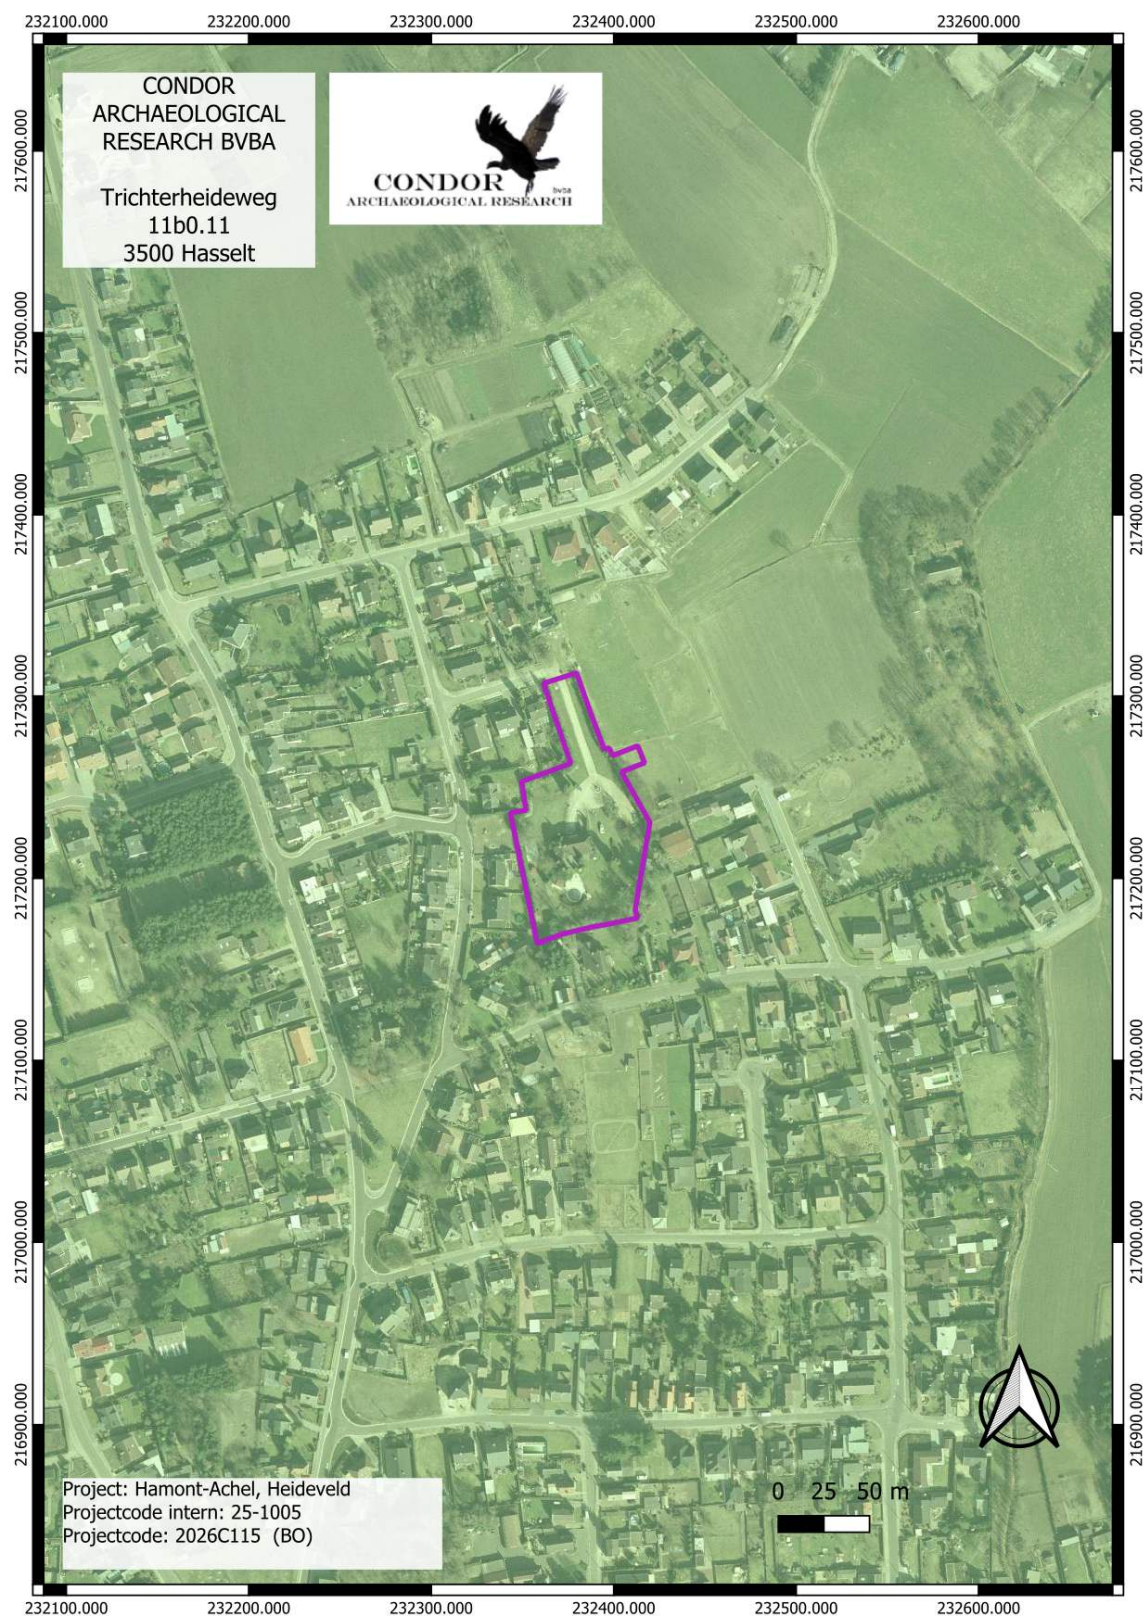 232100.000 232200.000 232300.000 232400.000 232500.000 232600.000
CONDOR
ARCHAEOLOGICAL
RESEARCH BVBA
Trichterheideweg
11b0.11
3500 Hasselt
CONDOR
bvba
ARCHAEOLOGICAL RESEARCH
217600.000 217600.000
217500.000 217500.000
217400.000 217400.000
217300.000 217300.000
217200.000 217200.000
217100.000 217100.000
217000.000 217000.000
216900.000 216900.000
Project: Hamont-Achel, Heideveld
Projectcode intern: 25-1005
Projectcode: 2026C115 (BO)
0 25 50 m
232100.000 232200.000 232300.000 232400.000 232500.000 232600.000